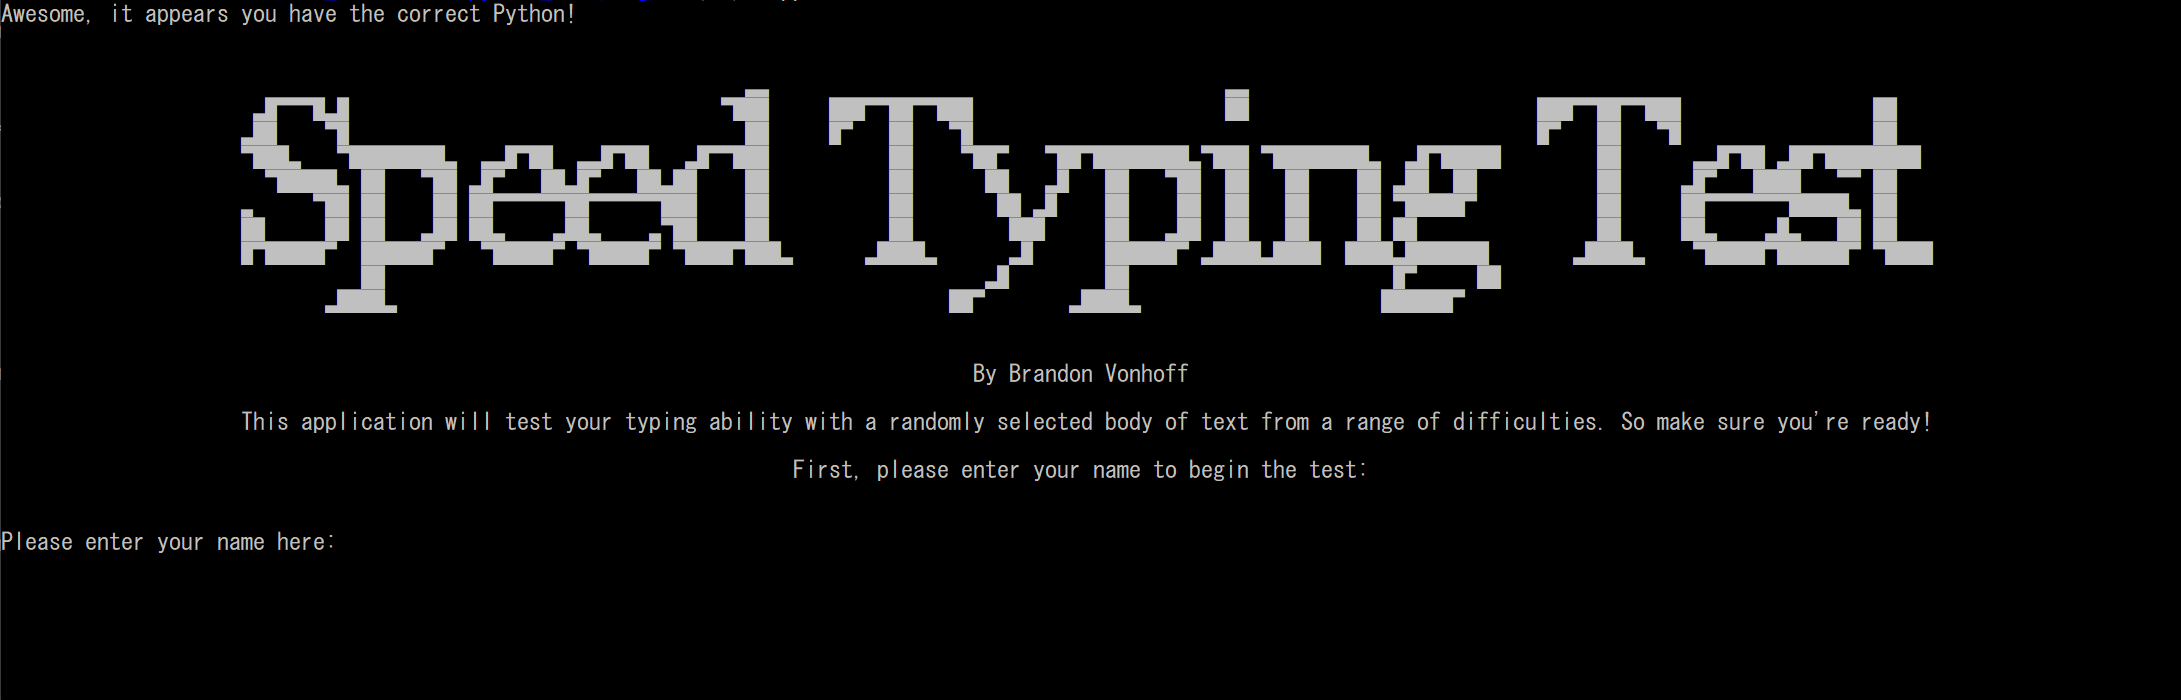 Awesome, it appears you have the correct Python!
Speed Typing Test
By Brandon Vonhoff
This application will test your typing ability with a randomly selected body of text from a range of difficulties. So make sure you're ready!
First, please enter your name to begin the test:
Please enter your name here: